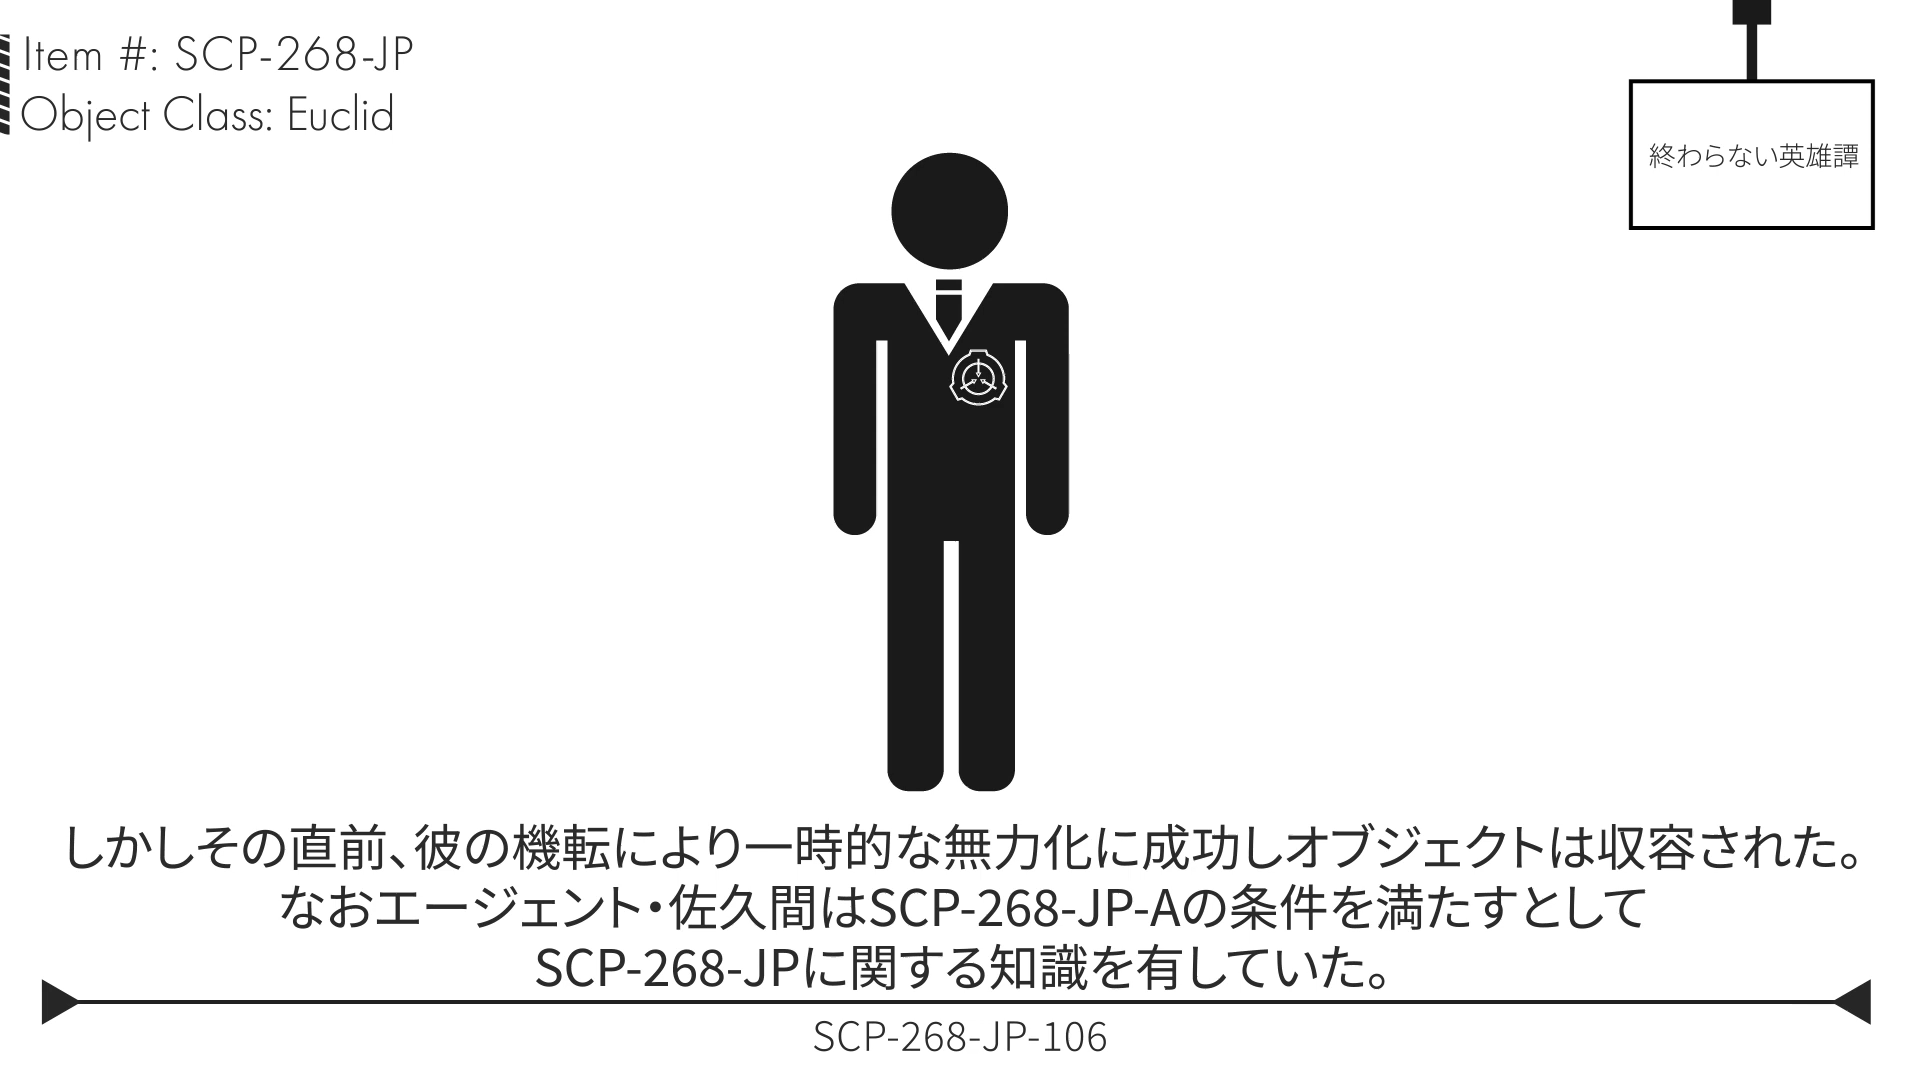 Item #: SCP-268-JP
Object Class: Euclid
終わらない英雄譚
しかしその直前、彼の機転により一時的な無力化に成功しオブジェクトは収容された。
なおエージェント・佐久間はSCP-268-JP-Aの条件を満たすとして
SCP-268-JPに関する知識を有していた。
SCP-268-JP-106